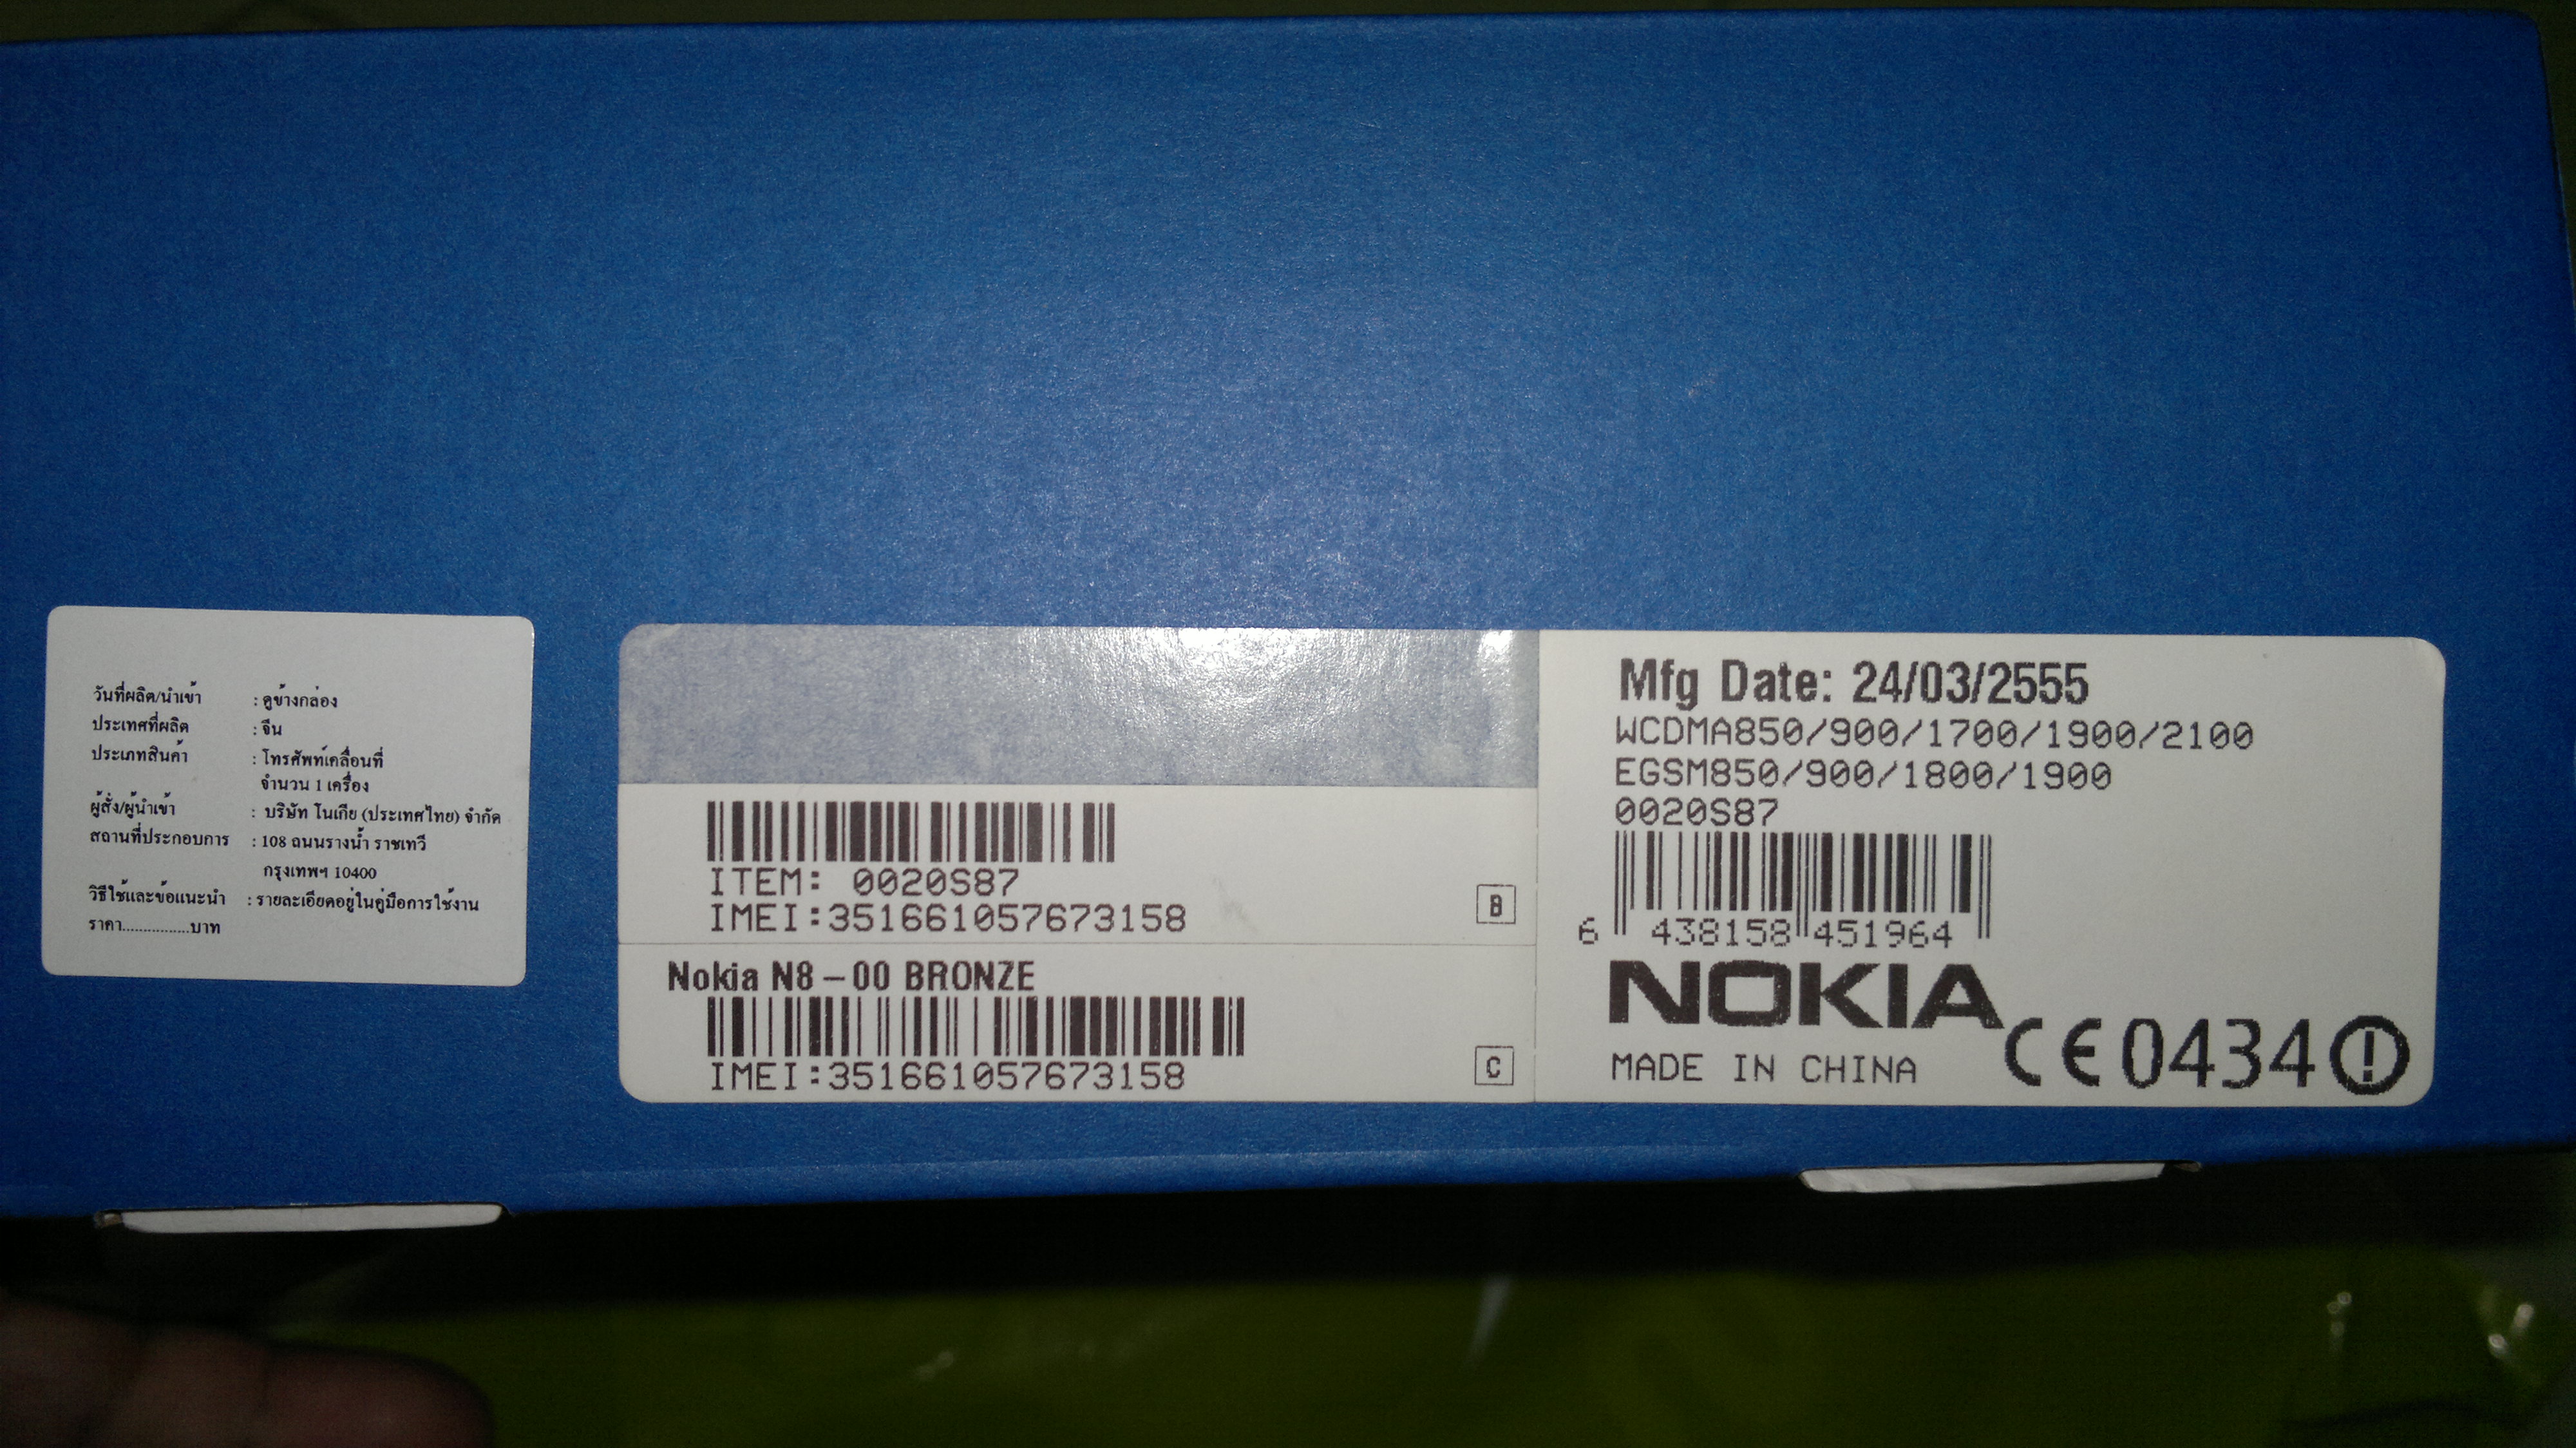 วันที่ผลิต/นำเข้า : ดูข้างกล่อง
ประเทศที่ผลิต : จีน
ประเภทสินค้า : โทรศัพท์เคลื่อนที่
จำนวน 1 เครื่อง
ผู้สั่ง/ผู้นำเข้า : บริษัท โนเกีย (ประเทศไทย) จำกัด
สถานที่ประกอบการ : 108 ถนนรางน้ำ ราชเทวี
กรุงเทพฯ 10400
วิธีใช้และข้อแนะนำ : รายละเอียดอยู่ในคู่มือการใช้งาน
ราคา................บาท
ITEM: 0020S87
IMEI:351661057673158
B
Nokia N8-00 BRONZE
IMEI:351661057673158
C
Mfg Date: 24/03/2555
WCDMA850/900/1700/1900/2100
EGSM850/900/1800/1900
0020S87
6 438158 451964
NOKIA
MADE IN CHINA
CE0434